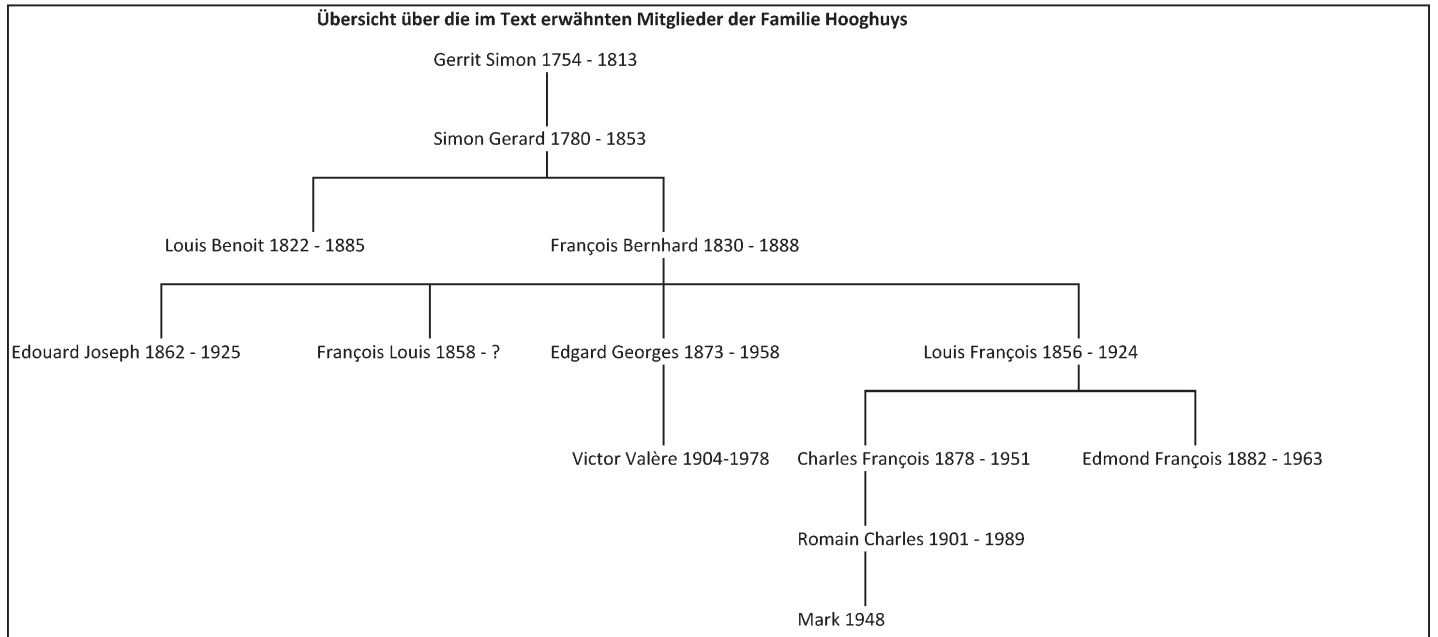 Übersicht über die im Text erwähnten Mitglieder der Familie Hooghuys
Gerrit Simon 1754 - 1813
Simon Gerard 1780 - 1853
Louis Benoit 1822 - 1885
François Bernhard 1830 - 1888
Edouard Joseph 1862 - 1925
François Louis 1858 - ?
Edgard Georges 1873 - 1958
Louis François 1856 - 1924
Victor Valère 1904-1978
Charles François 1878 - 1951
Edmond François 1882 - 1963
Romain Charles 1901 - 1989
Mark 1948